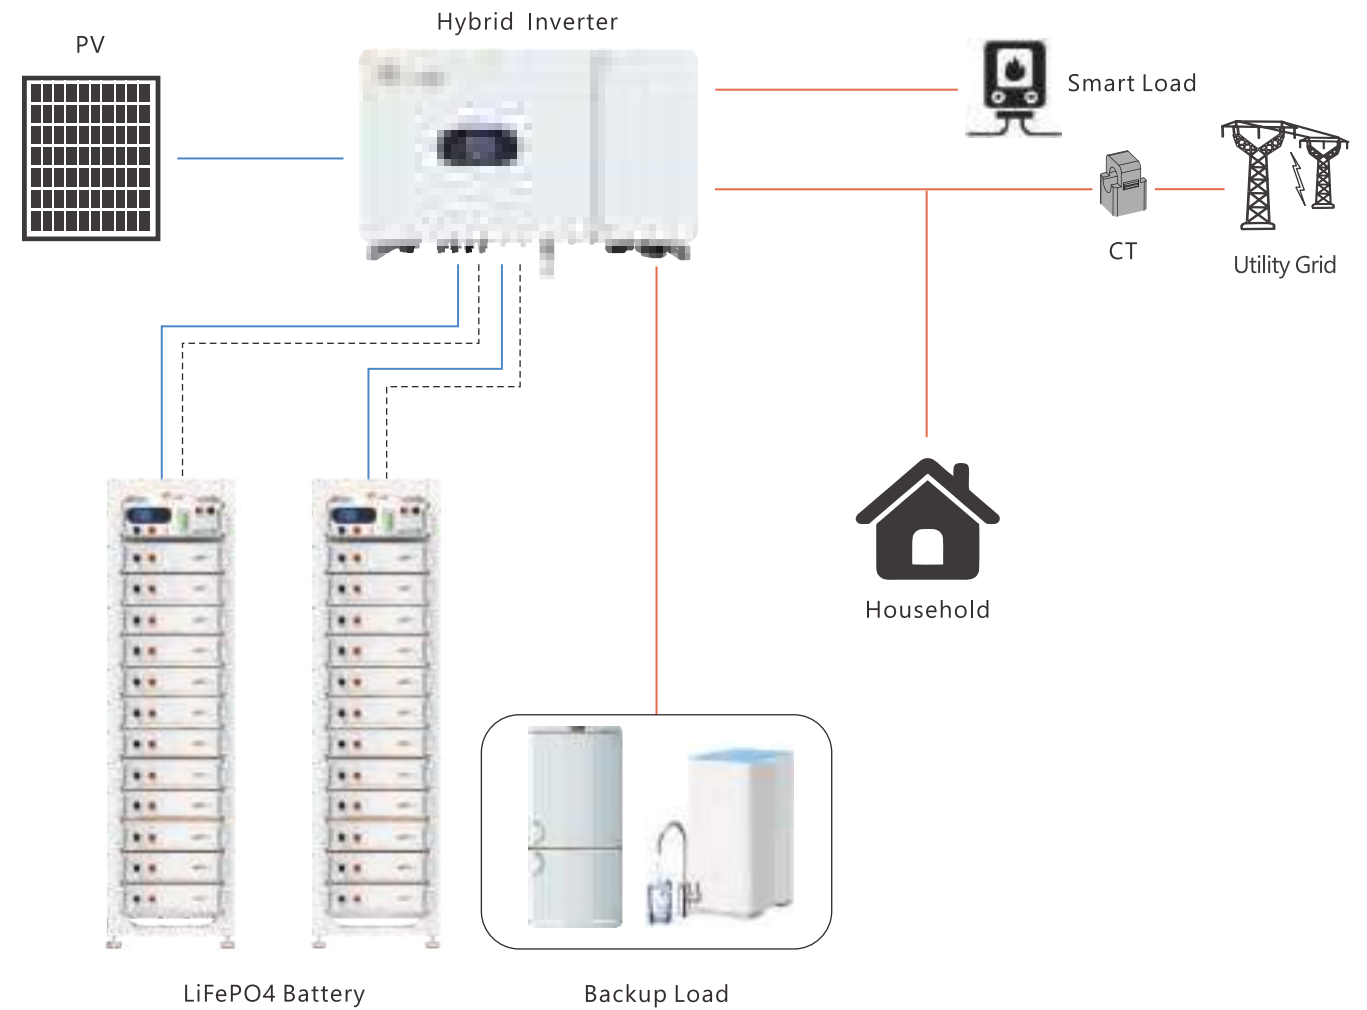 Hybrid Inverter
PV
Smart Load
CT
Utility Grid
Household
LiFePO4 Battery
Backup Load